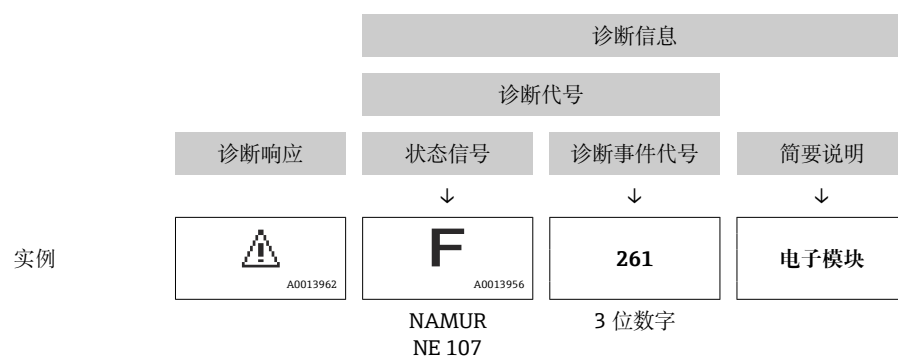 诊断信息
诊断代号
诊断响应 状态信号 诊断事件代号 简要说明
↓ ↓ ↓
实例 ⚠ A0013962 F A0013956 261 电子模块
NAMUR 3 位数字
NE 107